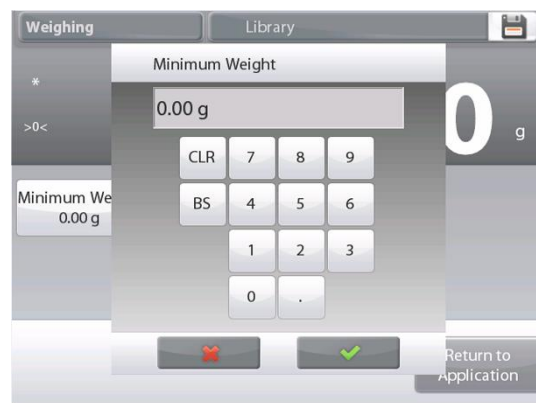 Weighing
Library
Minimum Weight
*
0.00 g
>0<
0
g
CLR 7 8 9
Minimum We
0.00 g
BS 4 5 6
1 2 3
0 .
Return to
Application